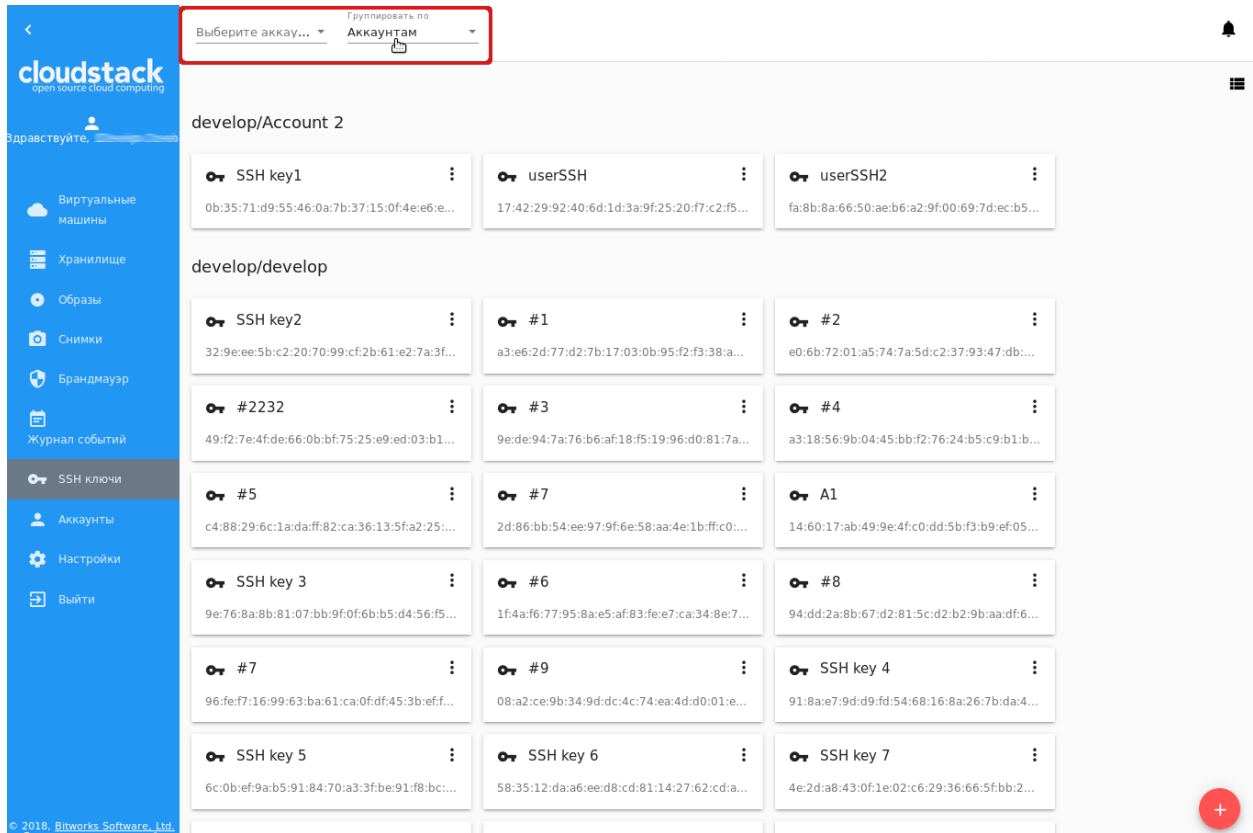 Группировать по
Выберите аккау...
Аккаунтам
cloudstack
open source cloud computing
Здравствуйте,
Виртуальные
машины
Хранилище
Образы
Снимки
Брандмауэр
Журнал событий
SSH ключи
Аккаунты
Настройки
Выйти
© 2018, Bitworks Software, Ltd.
develop/Account 2
SSH key1
0b:35:71:d9:55:46:0a:7b:37:15:0f:4e:e6:e...
userSSH
17:42:29:92:40:6d:1d:3a:9f:25:20:f7:c2:f5...
userSSH2
fa:8b:8a:66:50:ae:b6:a2:9f:00:69:7d:ec:b5...
develop/develop
SSH key2
32:9e:ee:5b:c2:20:70:99:cf:2b:61:e2:7a:3f...
#1
a3:e6:2d:77:d2:7b:17:03:0b:95:f2:f3:38:a...
#2
e0:6b:72:01:a5:74:7a:5d:c2:37:93:47:db:...
#2232
49:f2:7e:4f:de:66:0b:bf:75:25:e9:ed:03:b1...
#3
9e:de:94:7a:76:b6:af:18:f5:19:96:d0:81:7a...
#4
a3:18:56:9b:04:45:bb:f2:76:24:b5:c9:b1:b...
#5
c4:88:29:6c:1a:da:ff:82:ca:36:13:5f:a2:25:...
#7
2d:86:bb:54:ee:97:9f:6e:58:aa:4e:1b:ff:c0:...
A1
14:60:17:ab:49:9e:4f:c0:dd:5b:f3:b9:ef:05...
SSH key 3
9e:76:8a:8b:81:07:bb:9f:0f:6b:b5:d4:56:f5...
#6
1f:4a:f6:77:95:8a:e5:af:83:fe:e7:ca:34:8e:7...
#8
94:dd:2a:8b:67:d2:81:5c:d2:b2:9b:aa:df:6...
#7
96:fe:f7:16:99:63:ba:61:ca:0f:df:45:3b:ef:f...
#9
08:a2:ce:9b:34:9d:dc:4c:74:ea:4d:d0:01:e...
SSH key 4
91:8a:e7:9d:d9:fd:54:68:16:8a:26:7b:da:4...
SSH key 5
6c:0b:ef:9a:b5:91:84:70:a3:3f:be:91:f8:bc:...
SSH key 6
58:35:12:da:a6:ee:d8:cd:81:14:27:62:cd:a...
SSH key 7
4e:2d:a8:43:0f:1e:02:c6:29:36:66:5f:bb:2...